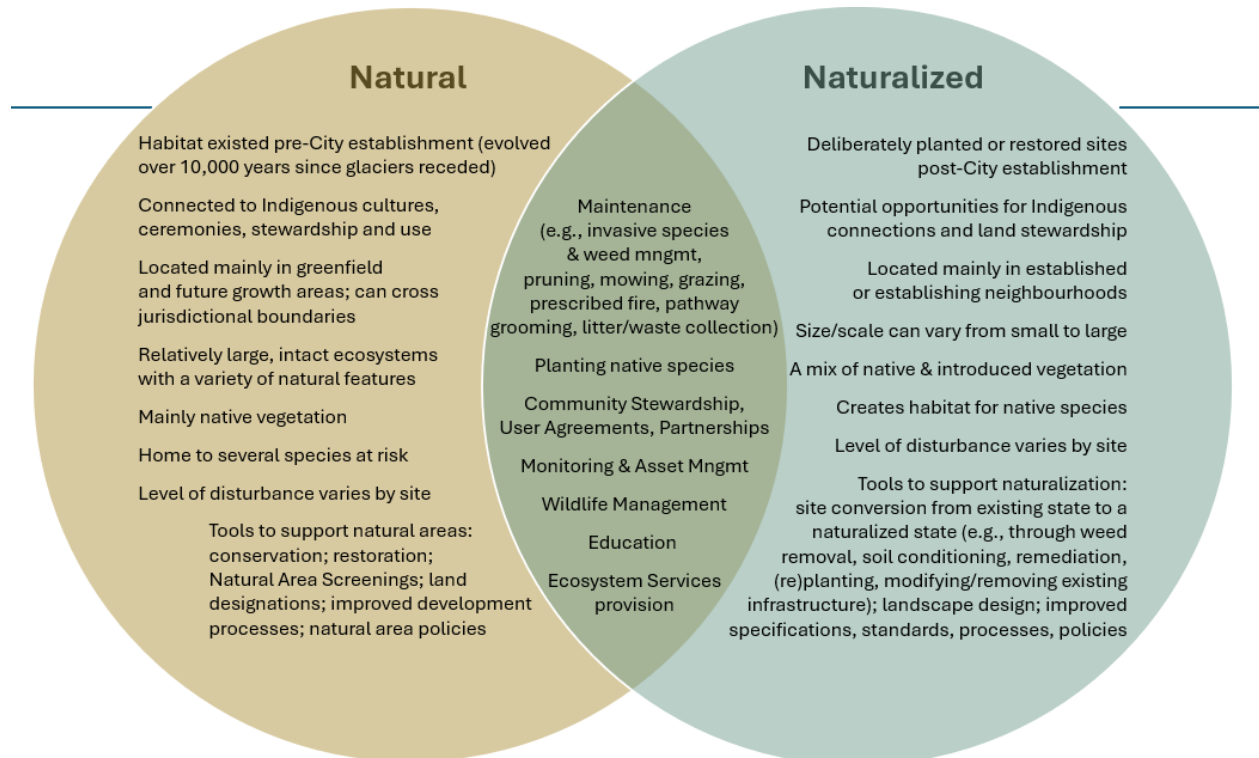 Natural
Habitat existed pre-City establishment (evolved
over 10,000 years since glaciers receded)
Connected to Indigenous cultures,
ceremonies, stewardship and use
Located mainly in greenfield
and future growth areas; can cross
jurisdictional boundaries
Relatively large, intact ecosystems
with a variety of natural features
Mainly native vegetation
Home to several species at risk
Level of disturbance varies by site
Tools to support natural areas:
conservation; restoration;
Natural Area Screenings; land
designations; improved development
processes; natural area policies
Maintenance
(e.g., invasive species
& weed mngmt,
pruning, mowing, grazing,
prescribed fire, pathway
grooming, litter/waste collection)
Planting native species
Community Stewardship,
User Agreements, Partnerships
Monitoring & Asset Mngmt
Wildlife Management
Education
Ecosystem Services
provision
Naturalized
Deliberately planted or restored sites
post-City establishment
Potential opportunities for Indigenous
connections and land stewardship
Located mainly in established
or establishing neighbourhoods
Size/scale can vary from small to large
A mix of native & introduced vegetation
Creates habitat for native species
Level of disturbance varies by site
Tools to support naturalization:
site conversion from existing state to a
naturalized state (e.g., through weed
removal, soil conditioning, remediation,
(re)planting, modifying/removing existing
infrastructure); landscape design; improved
specifications, standards, processes, policies